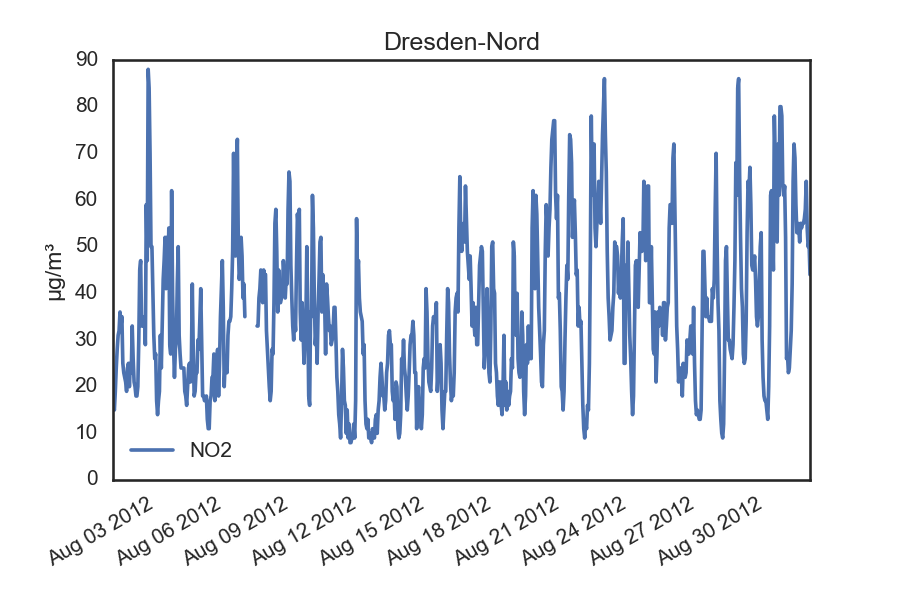 Dresden-Nord
90
80
70
60
50
40
30
20
10
0
µg/m³
NO2
Aug 03 2012
Aug 06 2012
Aug 09 2012
Aug 12 2012
Aug 15 2012
Aug 18 2012
Aug 21 2012
Aug 24 2012
Aug 27 2012
Aug 30 2012